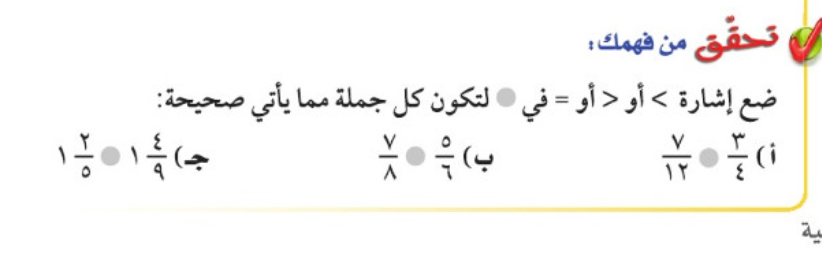 تحقّق من فهمك:
ضع إشارة > أو < أو = في ● لتكون كل جملة مما يأتي صحيحة:
أ) ٣/٤ ● ٧/١٢ ب) ٥/٦ ● ٧/٨ جـ) ١ ٤/٩ ● ١ ٢/٥
ية